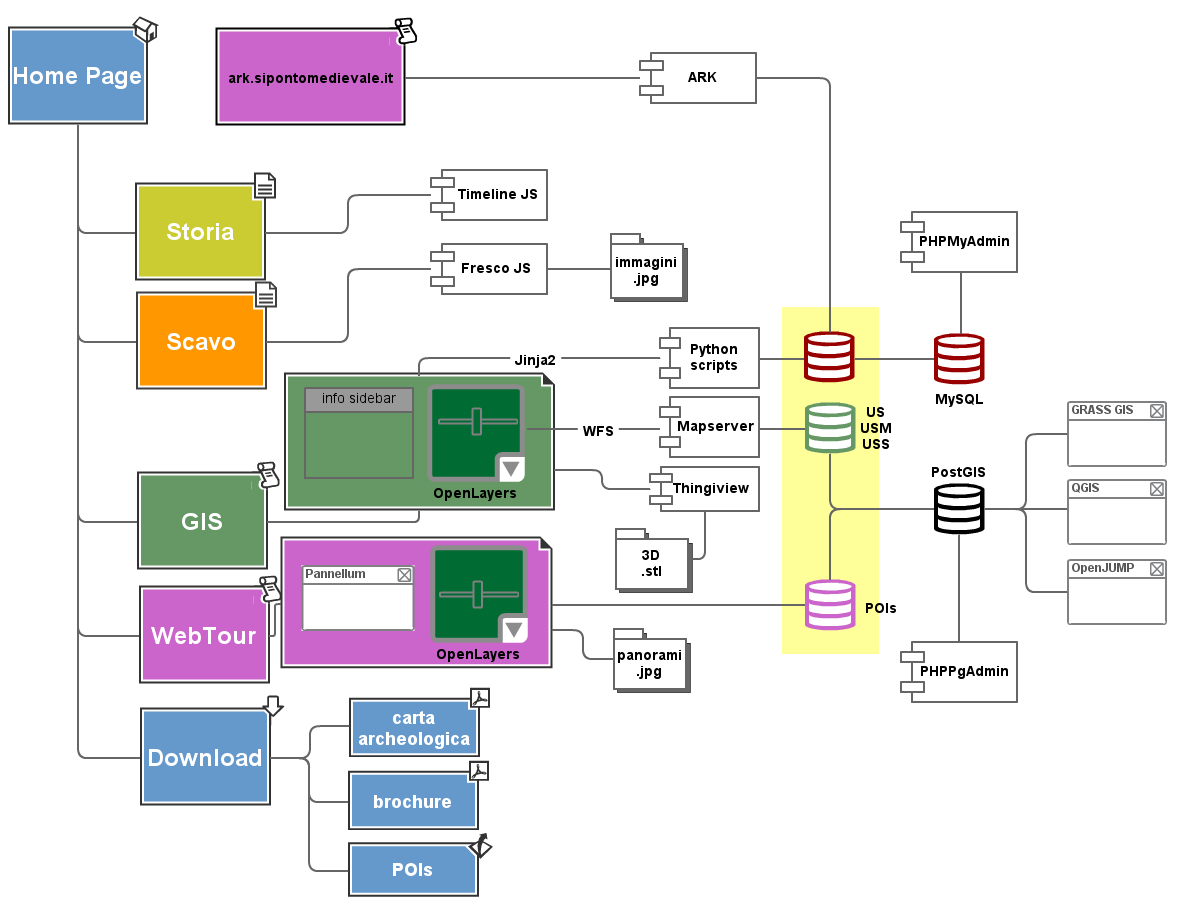 Home Page
ark.sipontomedievale.it
ARK
Storia
Timeline JS
PHPMyAdmin
Scavo
Fresco JS
immagini
.jpg
Jinja2
Python
scripts
MySQL
info sidebar
OpenLayers
WFS
Mapserver
US
USM
USS
GRASS GIS
GIS
Thingiview
PostGIS
QGIS
3D
.stl
OpenJUMP
WebTour
Pannellum
OpenLayers
POIs
panorami
.jpg
PHPPgAdmin
Download
carta
archeologica
brochure
POIs